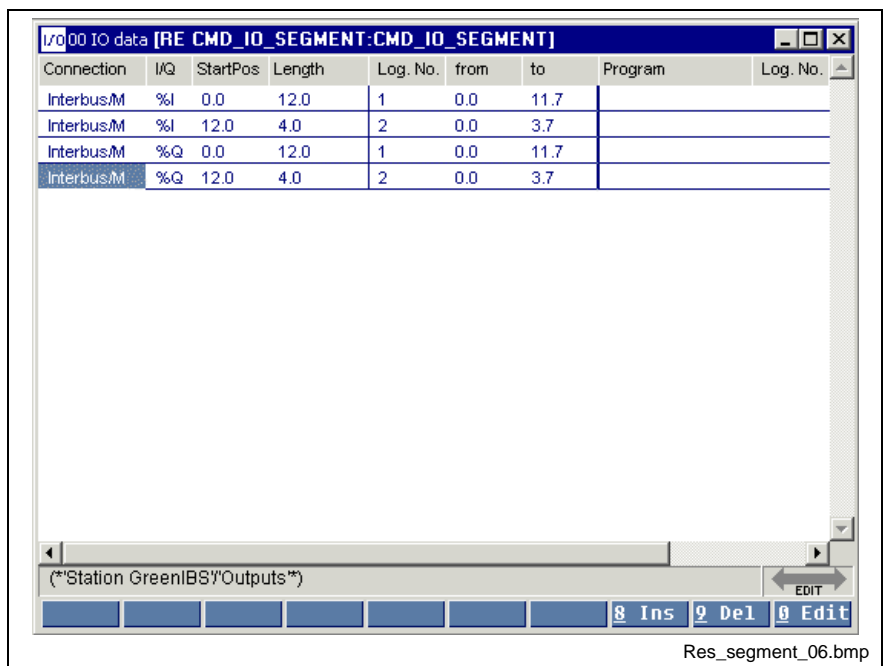 I/O 00 IO data [RE CMD_IO_SEGMENT:CMD_IO_SEGMENT]
Connection I/Q StartPos Length Log. No. from to Program Log. No.
Interbus/M %I 0.0 12.0 1 0.0 11.7
Interbus/M %I 12.0 4.0 2 0.0 3.7
Interbus/M %Q 0.0 12.0 1 0.0 11.7
Interbus/M %Q 12.0 4.0 2 0.0 3.7
(*'Station GreenIBS'/'Outputs'*)
EDIT
8 Ins 9 Del 0 Edit
Res_segment_06.bmp